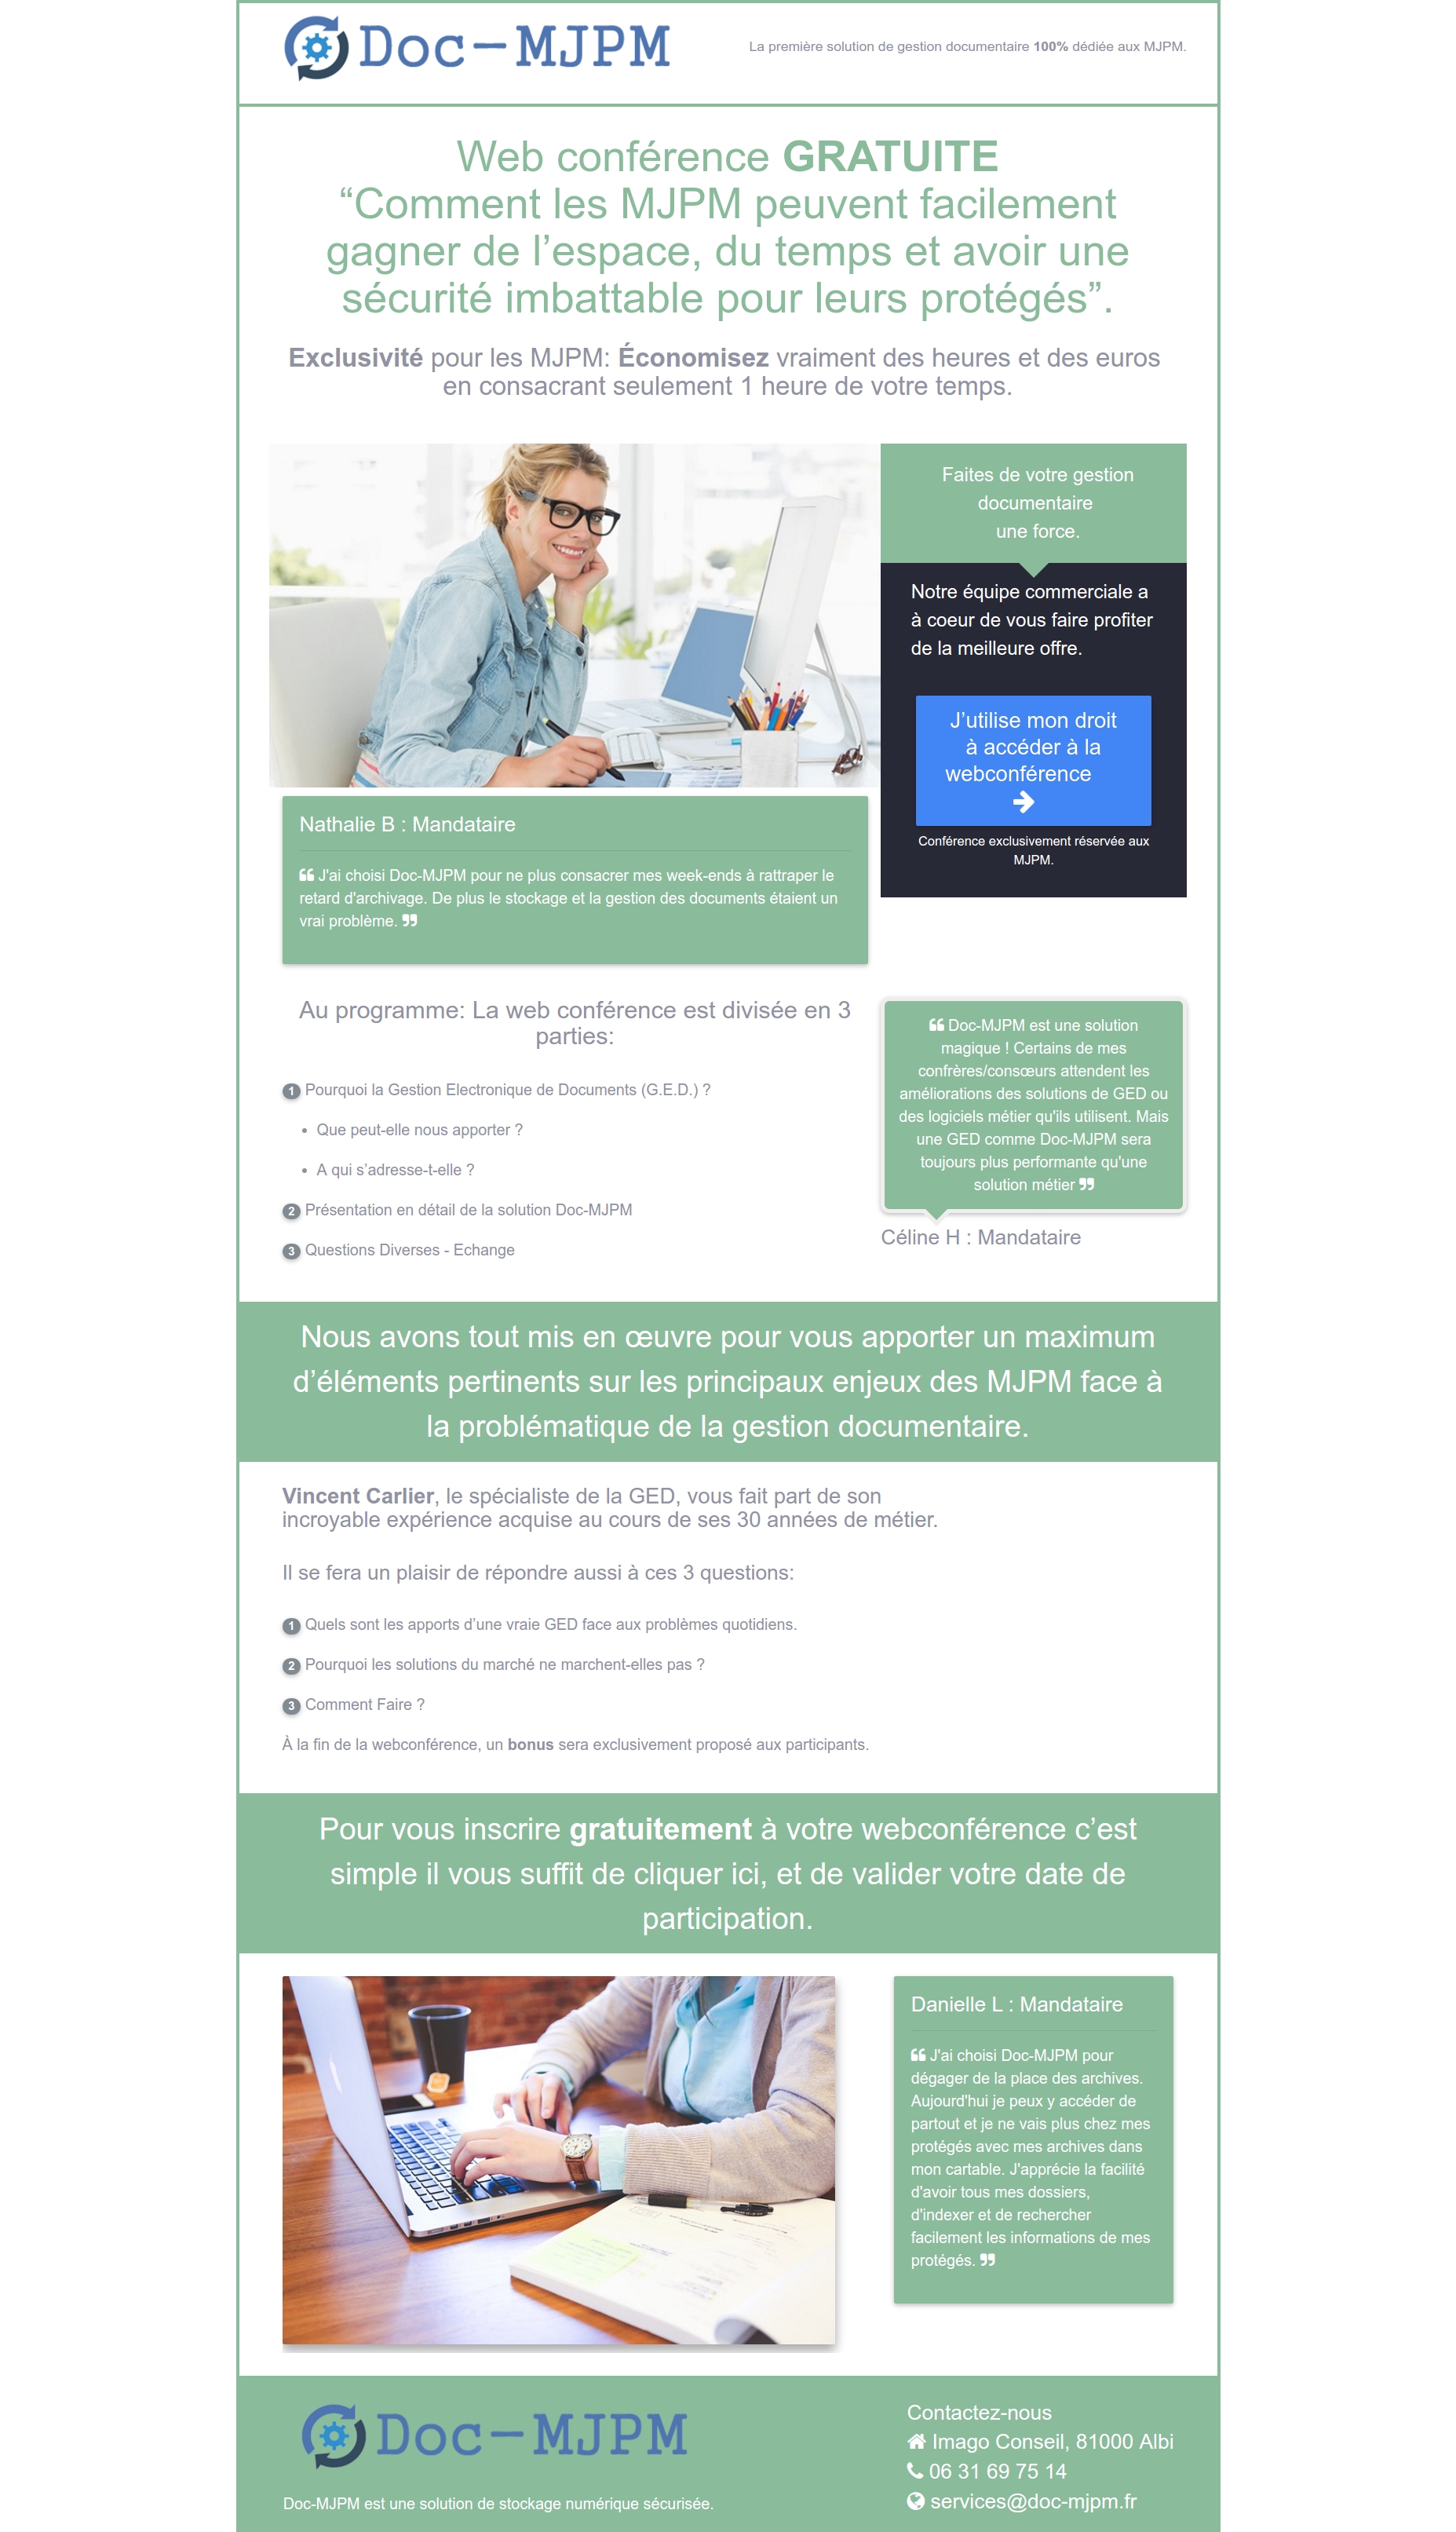 Doc-MJPM
La première solution de gestion documentaire 100% dédiée aux MJPM.
Web conférence GRATUITE
“Comment les MJPM peuvent facilement
gagner de l’espace, du temps et avoir une
sécurité imbattable pour leurs protégés”.
Exclusivité pour les MJPM: Économisez vraiment des heures et des euros
en consacrant seulement 1 heure de votre temps.
Faites de votre gestion
documentaire
une force.
Notre équipe commerciale a
à coeur de vous faire profiter
de la meilleure offre.
J’utilise mon droit
à accéder à la
webconférence
Conférence exclusivement réservée aux
MJPM.
Nathalie B : Mandataire
❝ J'ai choisi Doc-MJPM pour ne plus consacrer mes week-ends à rattraper le
retard d'archivage. De plus le stockage et la gestion des documents étaient un
vrai problème. ❞
Au programme: La web conférence est divisée en 3
parties:
1 Pourquoi la Gestion Electronique de Documents (G.E.D.) ?
• Que peut-elle nous apporter ?
• A qui s’adresse-t-elle ?
2 Présentation en détail de la solution Doc-MJPM
3 Questions Diverses - Echange
❝ Doc-MJPM est une solution
magique ! Certains de mes
confrères/consœurs attendent les
améliorations des solutions de GED ou
des logiciels métier qu'ils utilisent. Mais
une GED comme Doc-MJPM sera
toujours plus performante qu'une
solution métier ❞
Céline H : Mandataire
Nous avons tout mis en œuvre pour vous apporter un maximum
d’éléments pertinents sur les principaux enjeux des MJPM face à
la problématique de la gestion documentaire.
Vincent Carlier, le spécialiste de la GED, vous fait part de son
incroyable expérience acquise au cours de ses 30 années de métier.
Il se fera un plaisir de répondre aussi à ces 3 questions:
1 Quels sont les apports d’une vraie GED face aux problèmes quotidiens.
2 Pourquoi les solutions du marché ne marchent-elles pas ?
3 Comment Faire ?
À la fin de la webconférence, un bonus sera exclusivement proposé aux participants.
Pour vous inscrire gratuitement à votre webconférence c’est
simple il vous suffit de cliquer ici, et de valider votre date de
participation.
Danielle L : Mandataire
❝ J'ai choisi Doc-MJPM pour
dégager de la place des archives.
Aujourd'hui je peux y accéder de
partout et je ne vais plus chez mes
protégés avec mes archives dans
mon cartable. J'apprécie la facilité
d'avoir tous mes dossiers,
d'indexer et de rechercher
facilement les informations de mes
protégés. ❞
Doc-MJPM
Doc-MJPM est une solution de stockage numérique sécurisée.
Contactez-nous
Imago Conseil, 81000 Albi
06 31 69 75 14
services@doc-mjpm.fr